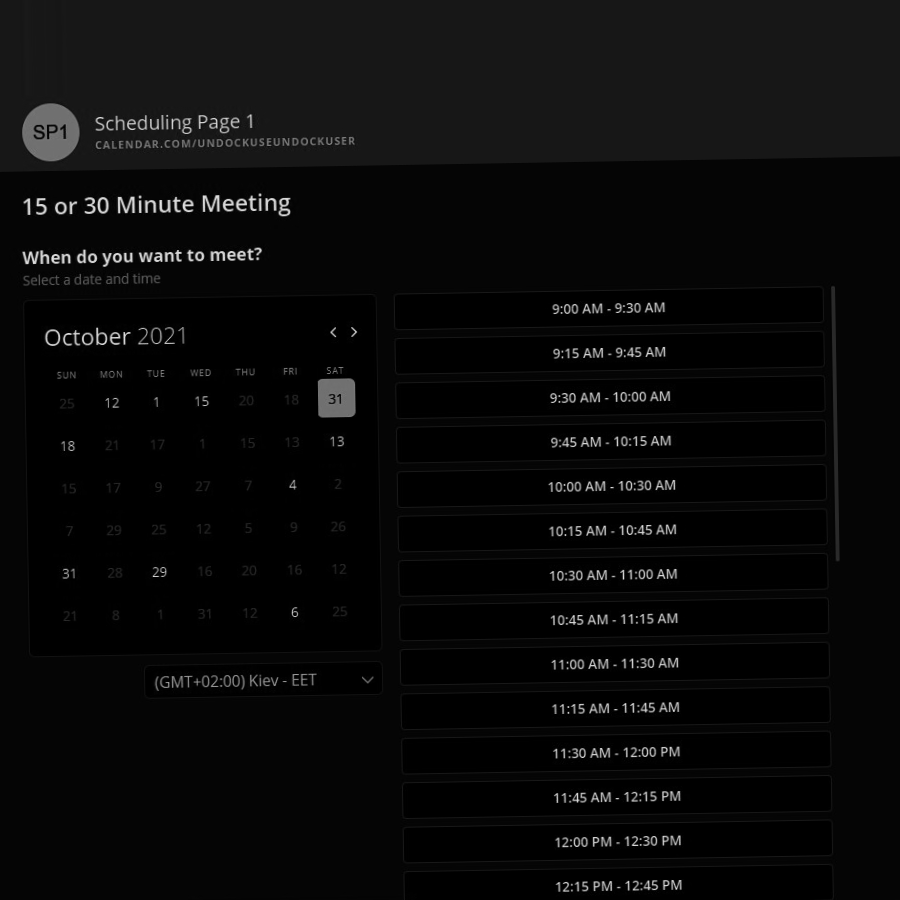 SP1
Scheduling Page 1
CALENDAR.COM/UNDOCKUSEUNDOCKUSER
15 or 30 Minute Meeting
When do you want to meet?
Select a date and time
October 2021
SUN MON TUE WED THU FRI SAT
25 12 1 15 20 18 31
18 21 17 1 15 13 13
15 17 9 27 7 4 2
7 29 25 12 5 9 26
31 28 29 16 20 16 12
21 8 1 31 12 6 25
(GMT+02:00) Kiev - EET
9:00 AM - 9:30 AM
9:15 AM - 9:45 AM
9:30 AM - 10:00 AM
9:45 AM - 10:15 AM
10:00 AM - 10:30 AM
10:15 AM - 10:45 AM
10:30 AM - 11:00 AM
10:45 AM - 11:15 AM
11:00 AM - 11:30 AM
11:15 AM - 11:45 AM
11:30 AM - 12:00 PM
11:45 AM - 12:15 PM
12:00 PM - 12:30 PM
12:15 PM - 12:45 PM